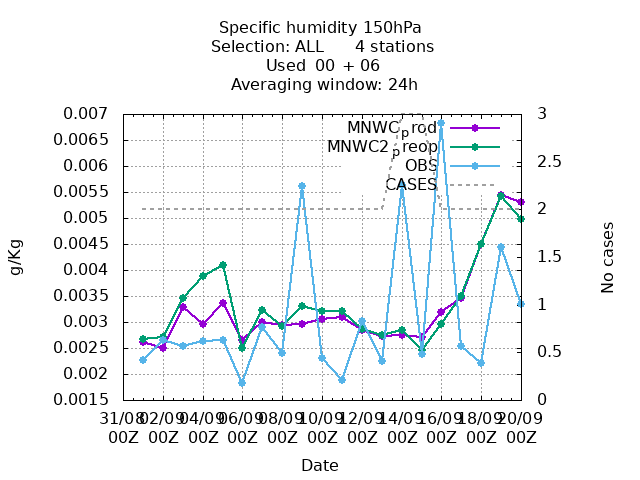 Specific humidity 150hPa
Selection: ALL 4 stations
Used 00 + 06
Averaging window: 24h
0.007
0.0065
0.006
0.0055
0.005
0.0045
0.004
0.0035
0.003
0.0025
0.002
0.0015
g/Kg
3
2.5
2
1.5
1
0.5
0
No cases
MNWC_prod
MNWC2_preop
OBS
CASES
31/08 02/09 04/09 06/09 08/09 10/09 12/09 14/09 16/09 18/09 20/09
00Z 00Z 00Z 00Z 00Z 00Z 00Z 00Z 00Z 00Z 00Z
Date